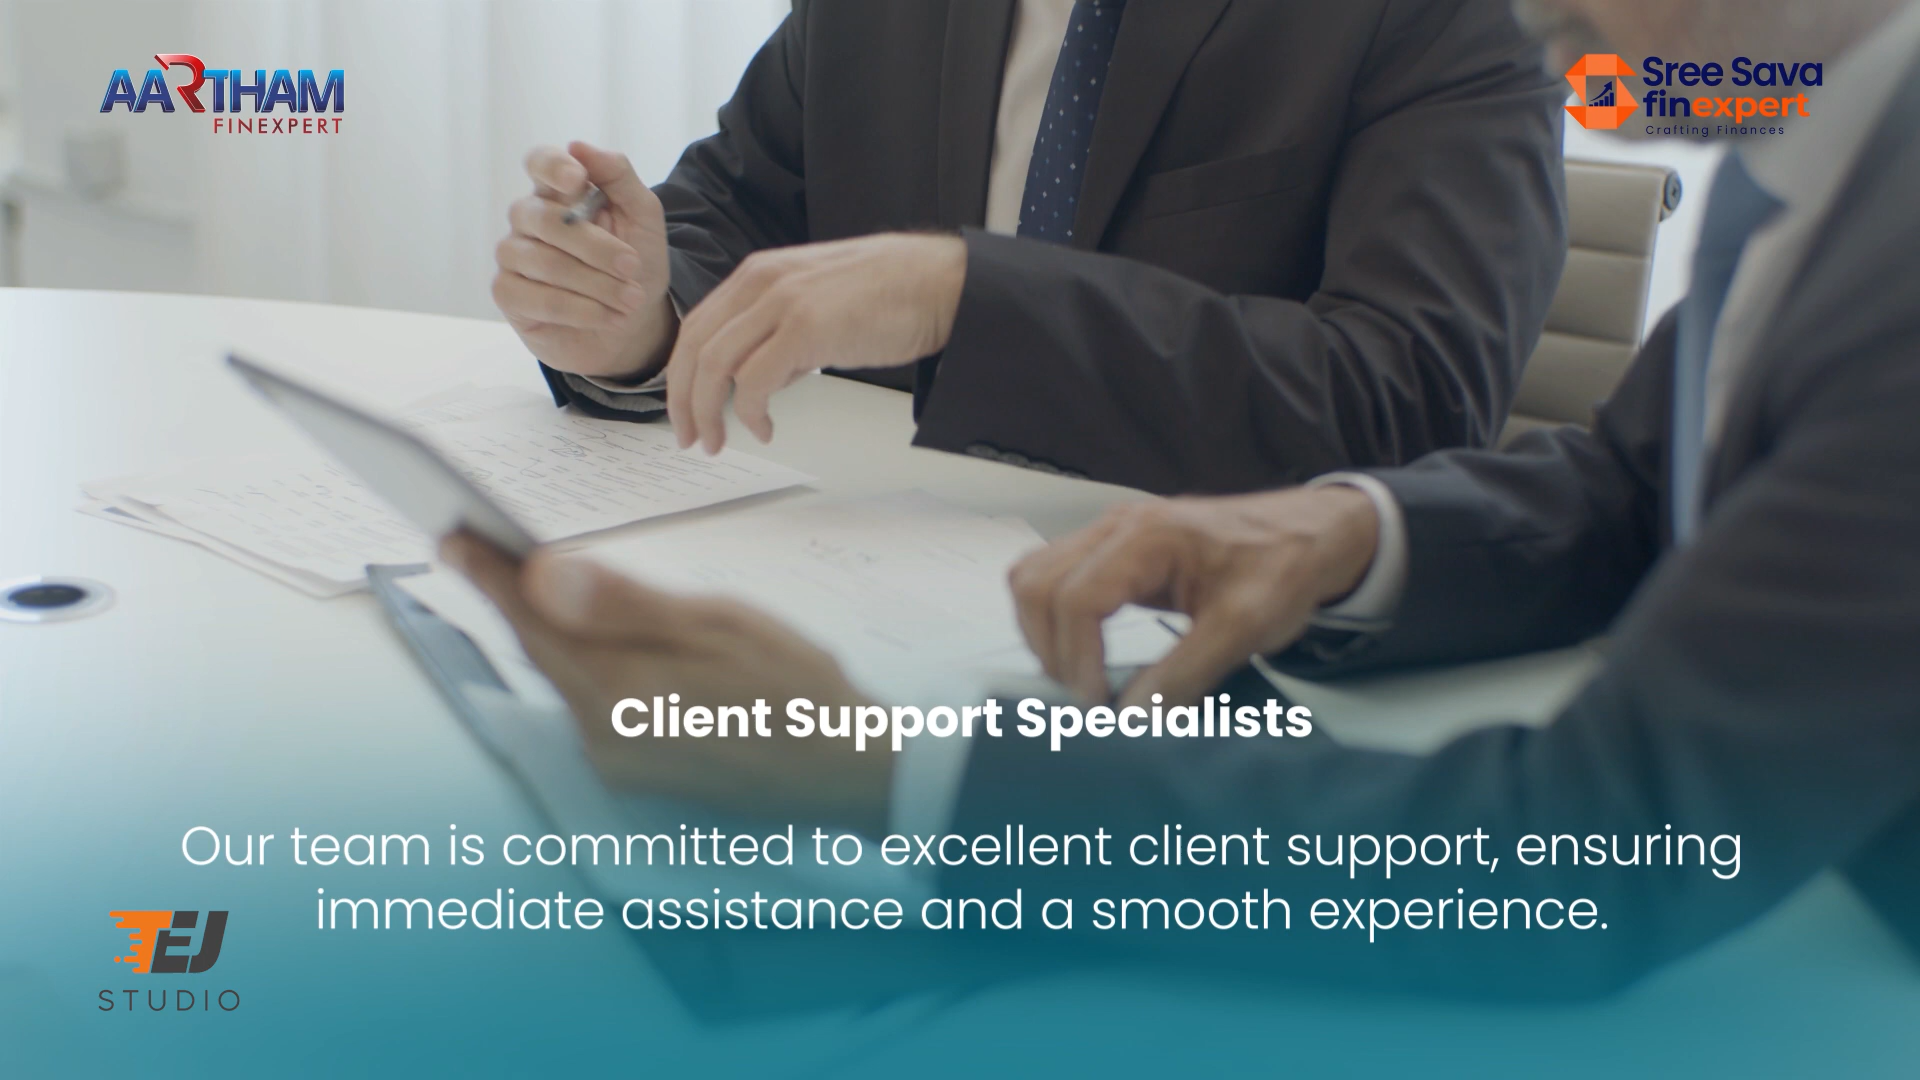 AARTHAM
FINEXPERT
Sree Sava
finexpert
Crafting Finances
Client Support Specialists
Our team is committed to excellent client support, ensuring
immediate assistance and a smooth experience.
TEJ
STUDIO